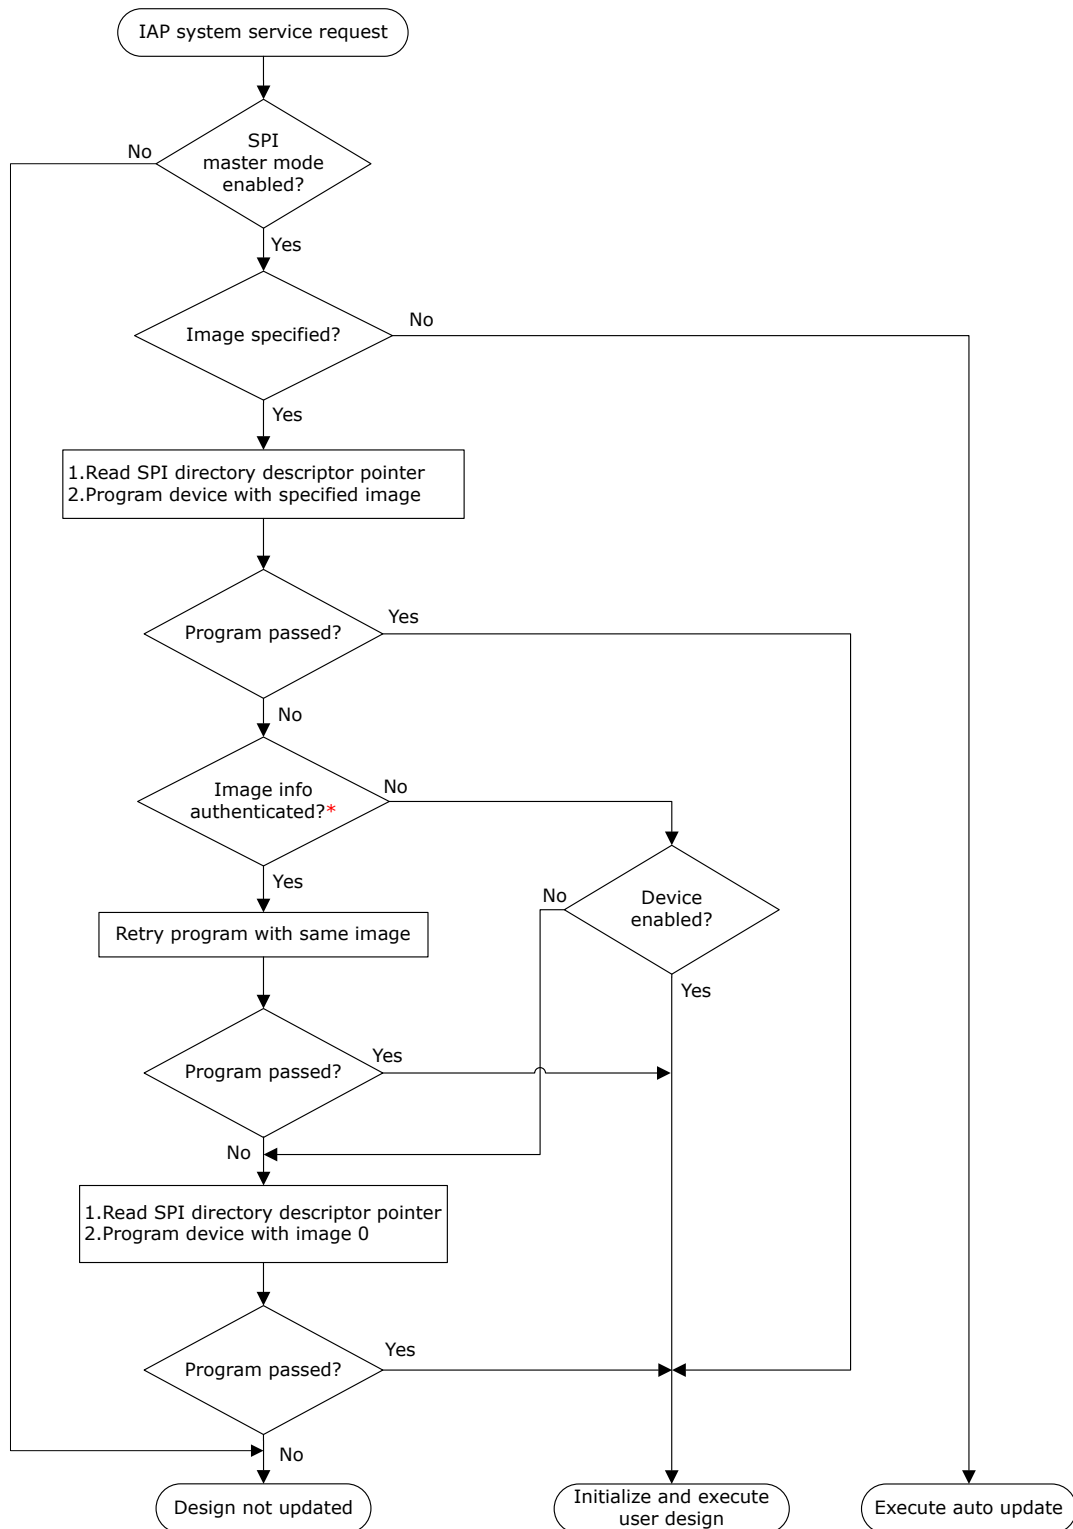 IAP system service request
SPI
master mode
enabled?
No
Yes
Image specified?
No
Yes
1.Read SPI directory descriptor pointer
2.Program device with specified image
Program passed?
Yes
No
Image info
authenticated?*
No
Yes
Device
enabled?
No
Yes
Retry program with same image
Program passed?
Yes
No
1.Read SPI directory descriptor pointer
2.Program device with image 0
Program passed?
Yes
No
Design not updated
Initialize and execute
user design
Execute auto update